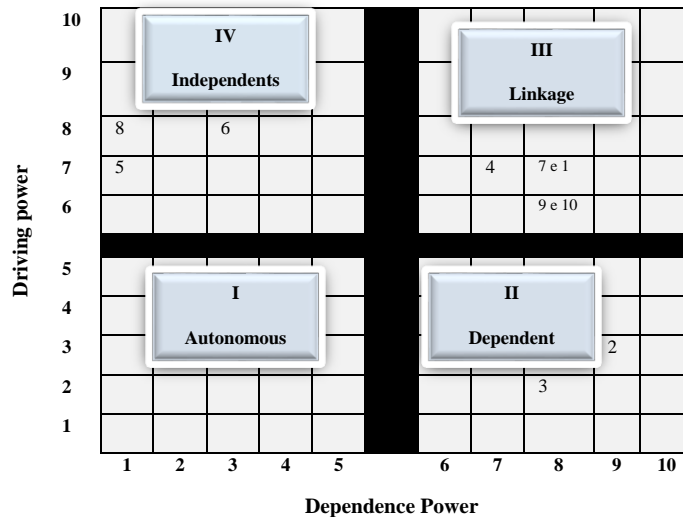 10
IV
III
Independents
Linkage
9
8
8
6
7
5
4
7 e 1
6
9 e 10
Driving power
5
I
II
4
Autonomous
Dependent
3
2
2
3
1
1
2
3
4
5
6
7
8
9
10
Dependence Power